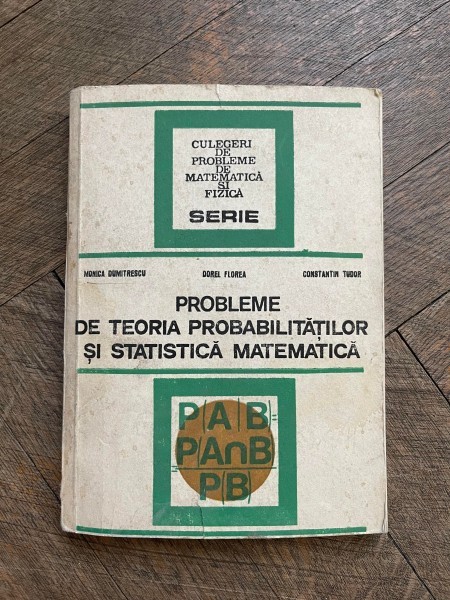 CULEGERI
DE
PROBLEME
DE
MATEMATICĂ
ȘI
FIZICĂ
SERIE
MONICA DUMITRESCU DOREL FLOREA CONSTANTIN TUDOR
PROBLEME
DE TEORIA PROBABILITĂȚILOR
ȘI STATISTICĂ MATEMATICĂ
P(A|B)
P(A∩B)
P(B)